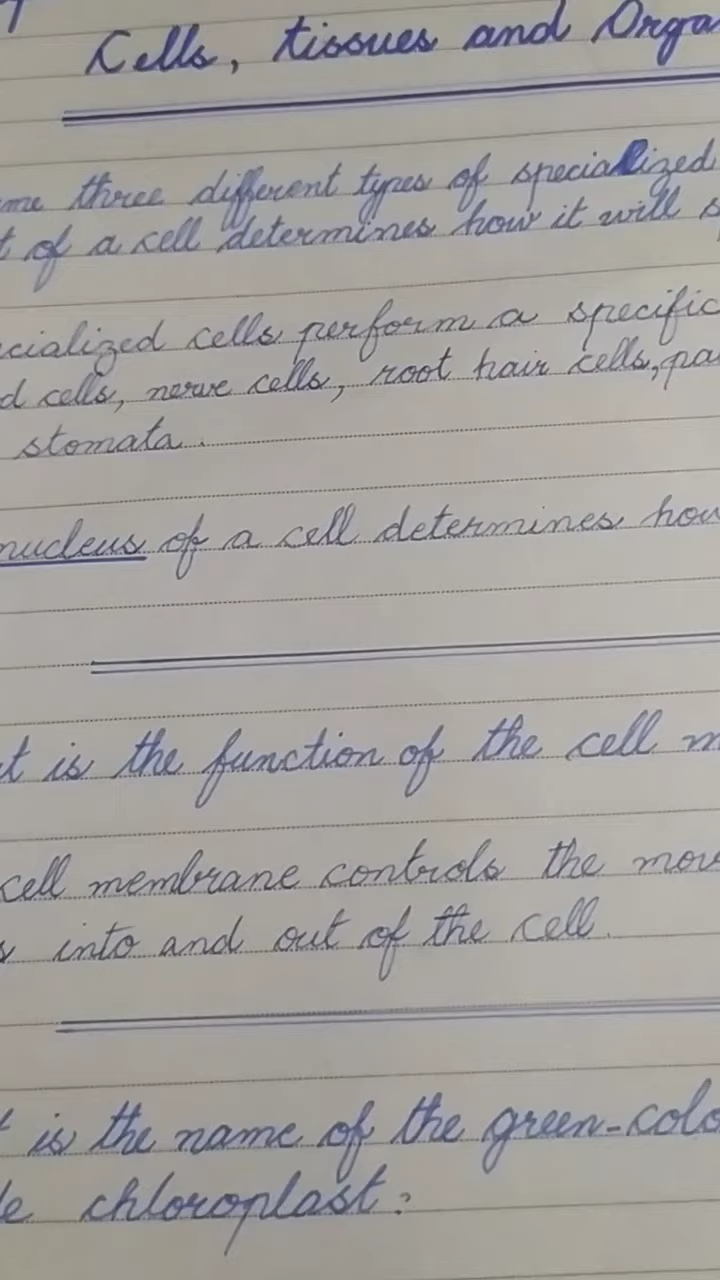 Cells, tissues and Orga
me three different types of specialized
t of a cell determines how it will s
cialized cells perform a specific
d cells, nerve cells, root hair cells, pa
stomata.
nucleus of a cell determines how
t is the function of the cell m
cell membrane controls the mov
s into and out of the cell.
t is the name of the green-colo
de chloroplast?